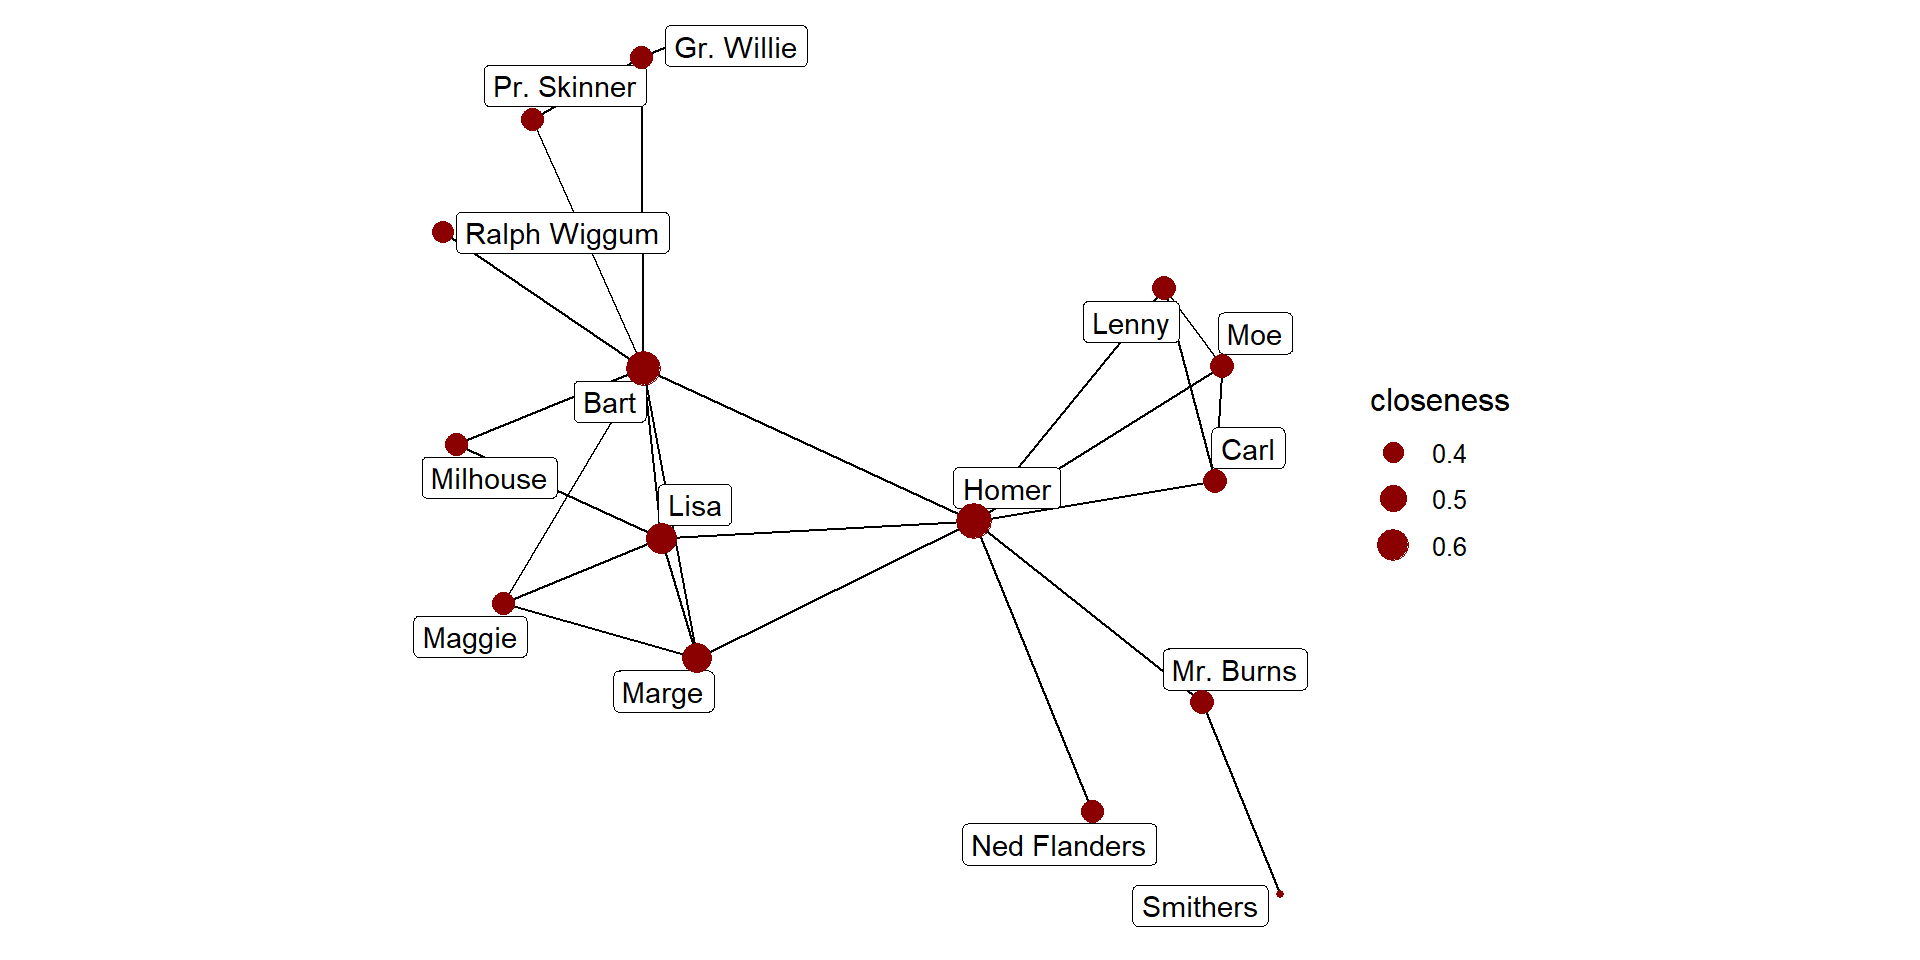 Gr. Willie
Pr. Skinner
Ralph Wiggum
Lenny
Moe
Bart
Carl
Milhouse
Homer
Lisa
Maggie
Marge
Mr. Burns
Ned Flanders
Smithers
closeness
0.4
0.5
0.6